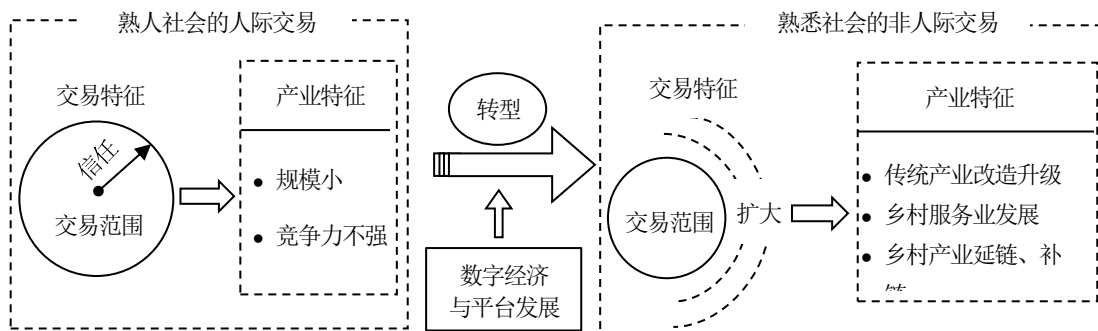 熟人社会的人际交易
交易特征
信任
交易范围
产业特征
• 规模小
• 竞争力不强
转型
数字经济
与平台发展
熟悉社会的非人际交易
交易特征
交易范围
扩大
产业特征
• 传统产业改造升级
• 乡村服务业发展
• 乡村产业延链、补